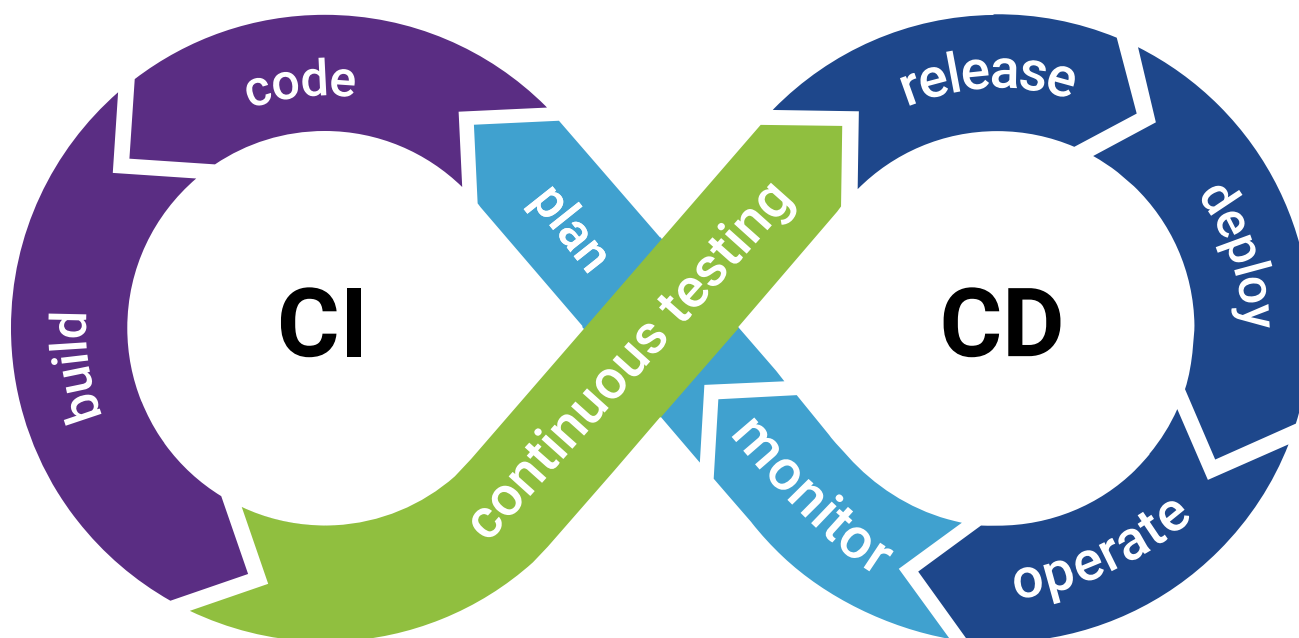 code
release
plan
deploy
continuous testing
CI
CD
build
monitor
operate